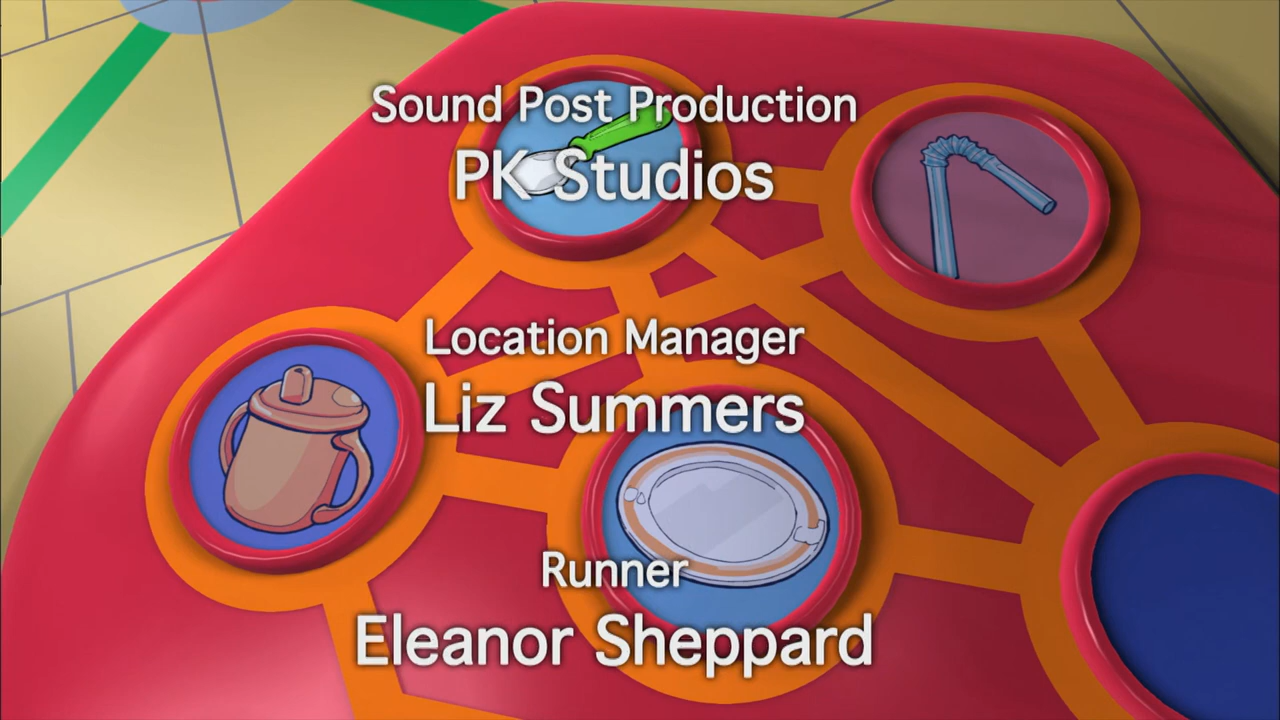 Sound Post Production
PK Studios
Location Manager
Liz Summers
Runner
Eleanor Sheppard